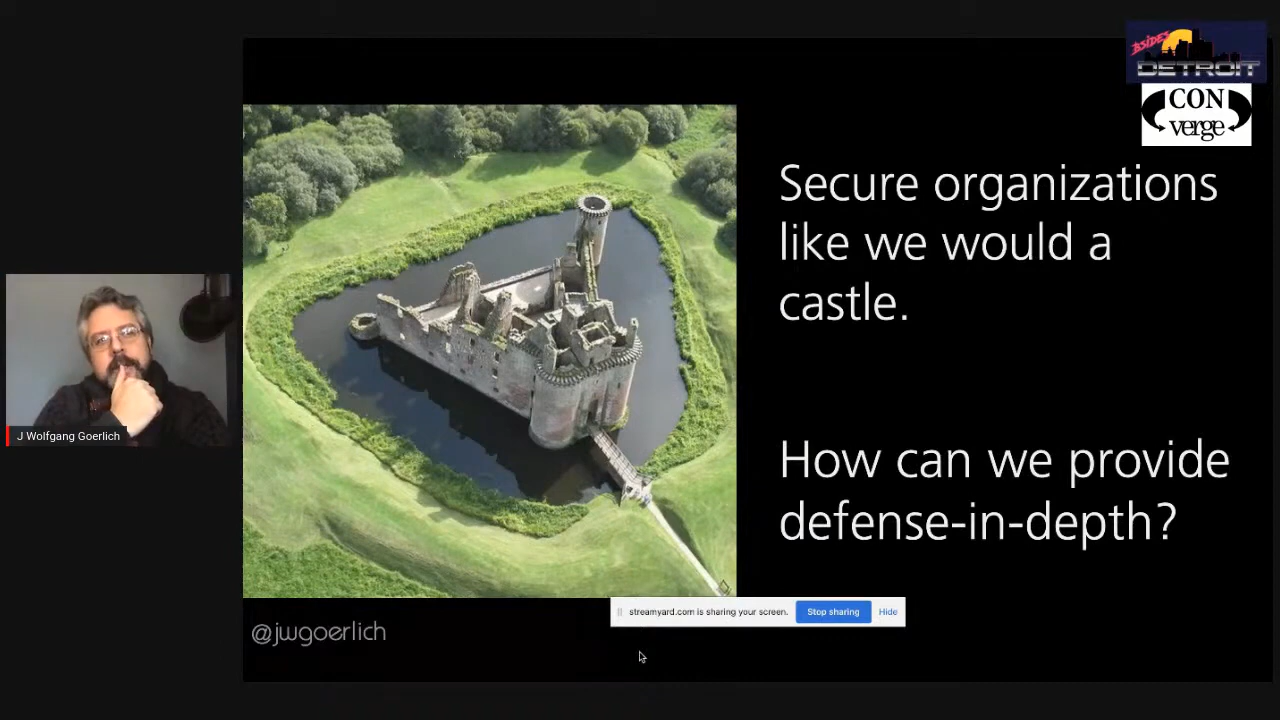 BSIDES
DETROIT
CON
verge
Secure organizations
like we would a
castle.
How can we provide
defense-in-depth?
J Wolfgang Goerlich
streamyard.com is sharing your screen. Stop sharing Hide
@jwgoerlich